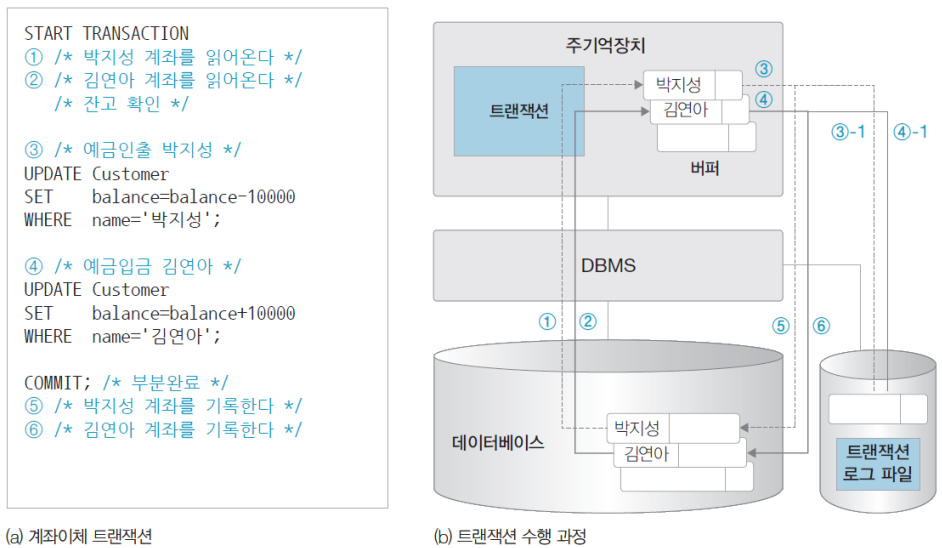 START TRANSACTION
① /* 박지성 계좌를 읽어온다 */
② /* 김연아 계좌를 읽어온다 */
/* 잔고 확인 */
③ /* 예금인출 박지성 */
UPDATE Customer
SET balance=balance-10000
WHERE name='박지성';
④ /* 예금입금 김연아 */
UPDATE Customer
SET balance=balance+10000
WHERE name='김연아';
COMMIT; /* 부분완료 */
⑤ /* 박지성 계좌를 기록한다 */
⑥ /* 김연아 계좌를 기록한다 */
(a) 계좌이체 트랜잭션
주기억장치
트랜잭션
박지성
③
김연아
④
③-1
④-1
버퍼
DBMS
①
②
⑤
⑥
데이터베이스
박지성
김연아
트랜잭션
로그 파일
(b) 트랜잭션 수행 과정